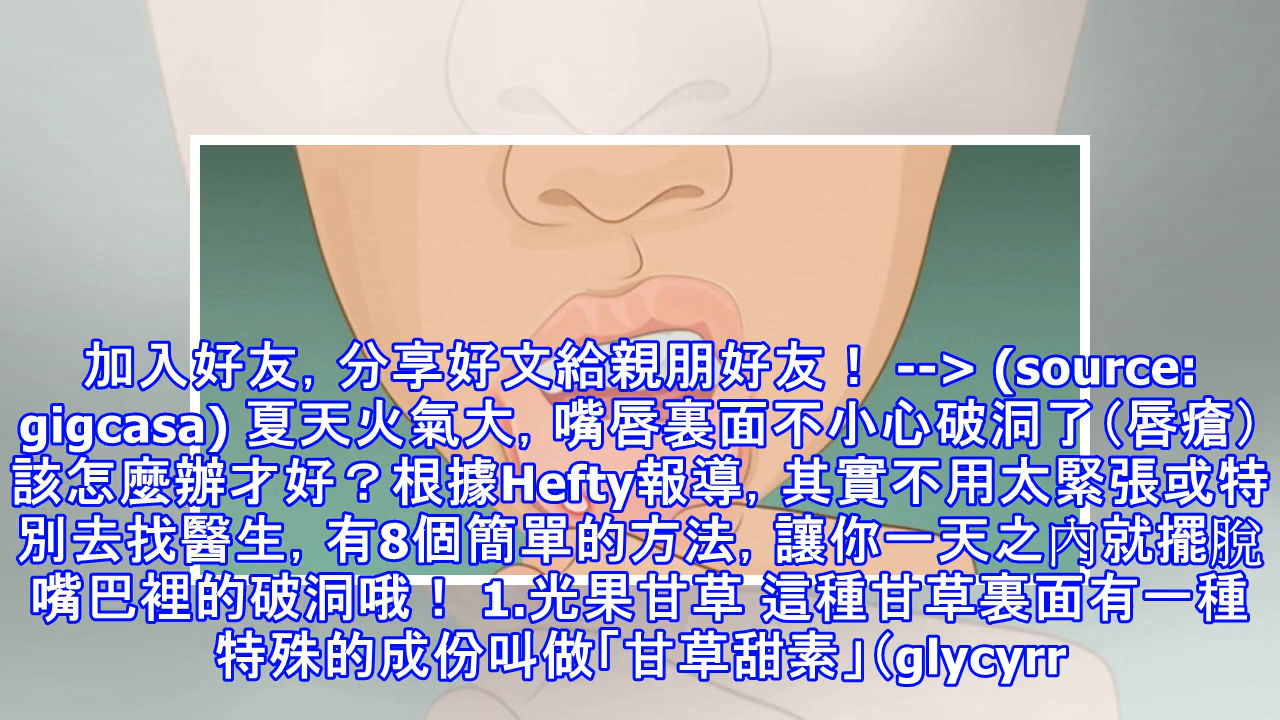 加入好友，分享好文給親朋好友！ --> (source:
gigcasa) 夏天火氣大，嘴唇裏面不小心破洞了（唇瘡）
該怎麼辦才好？根據Hefty報導，其實不用太緊張或特
別去找醫生，有8個簡單的方法，讓你一天之內就擺脫
嘴巴裡的破洞哦！ 1.光果甘草 這種甘草裏面有一種
特殊的成份叫做「甘草甜素」（glycyrr